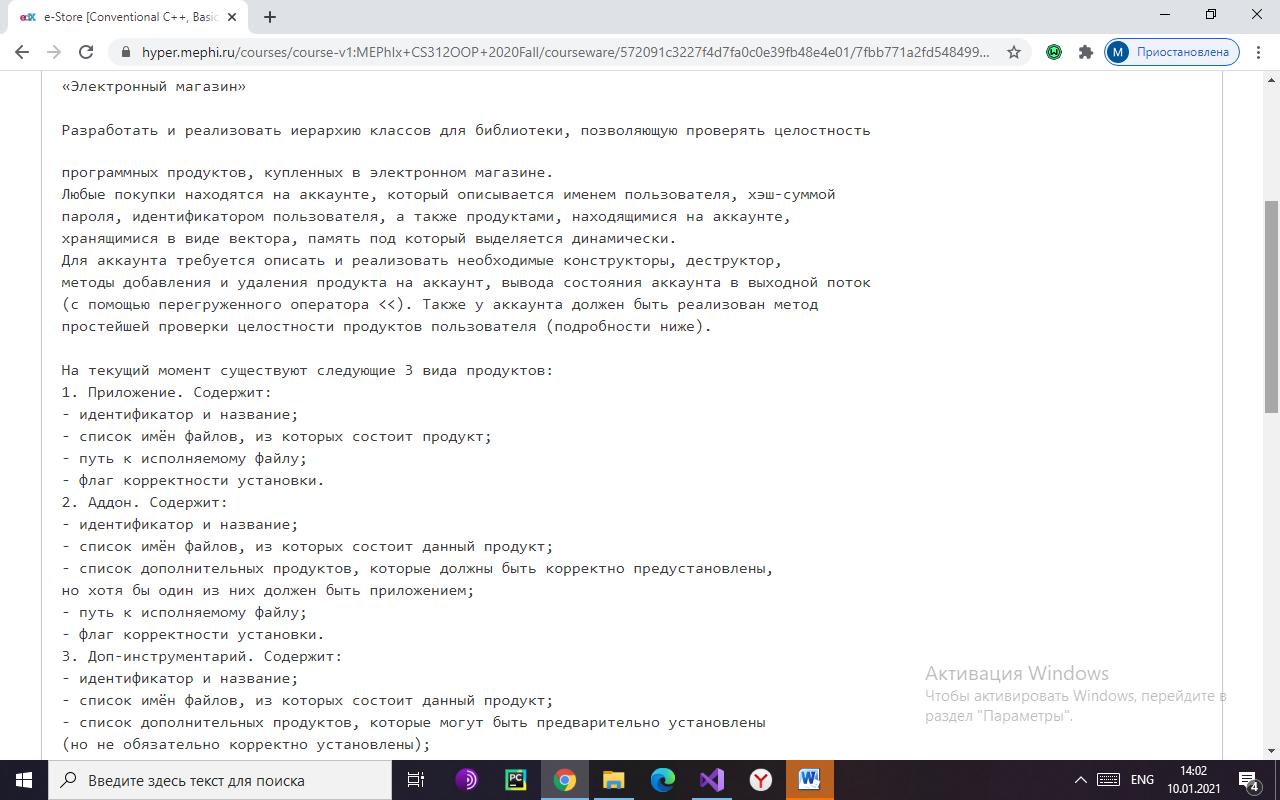 e-Store [Conventional C++, Basic
hyper.mephi.ru/courses/course-v1:MEPhIx+CS312OOP+2020Fall/courseware/572091c3227f4d7fa0c0e39fb48e4e01/7fbb771a2fd548499...
M Приостановлена
«Электронный магазин»
Разработать и реализовать иерархию классов для библиотеки, позволяющую проверять целостность
программных продуктов, купленных в электронном магазине.
Любые покупки находятся на аккаунте, который описывается именем пользователя, хэш-суммой
пароля, идентификатором пользователя, а также продуктами, находящимися на аккаунте,
хранящимися в виде вектора, память под который выделяется динамически.
Для аккаунта требуется описать и реализовать необходимые конструкторы, деструктор,
методы добавления и удаления продукта на аккаунт, вывода состояния аккаунта в выходной поток
(с помощью перегруженного оператора <<). Также у аккаунта должен быть реализован метод
простейшей проверки целостности продуктов пользователя (подробности ниже).
На текущий момент существуют следующие 3 вида продуктов:
1. Приложение. Содержит:
- идентификатор и название;
- список имён файлов, из которых состоит продукт;
- путь к исполняемому файлу;
- флаг корректности установки.
2. Аддон. Содержит:
- идентификатор и название;
- список имён файлов, из которых состоит данный продукт;
- список дополнительных продуктов, которые должны быть корректно предустановлены,
но хотя бы один из них должен быть приложением;
- путь к исполняемому файлу;
- флаг корректности установки.
3. Доп-инструментарий. Содержит:
- идентификатор и название;
- список имён файлов, из которых состоит данный продукт;
- список дополнительных продуктов, которые могут быть предварительно установлены
(но не обязательно корректно установлены);
Активация Windows
Чтобы активировать Windows, перейдите в
раздел "Параметры".
Введите здесь текст для поиска
ENG
14:02
10.01.2021
4